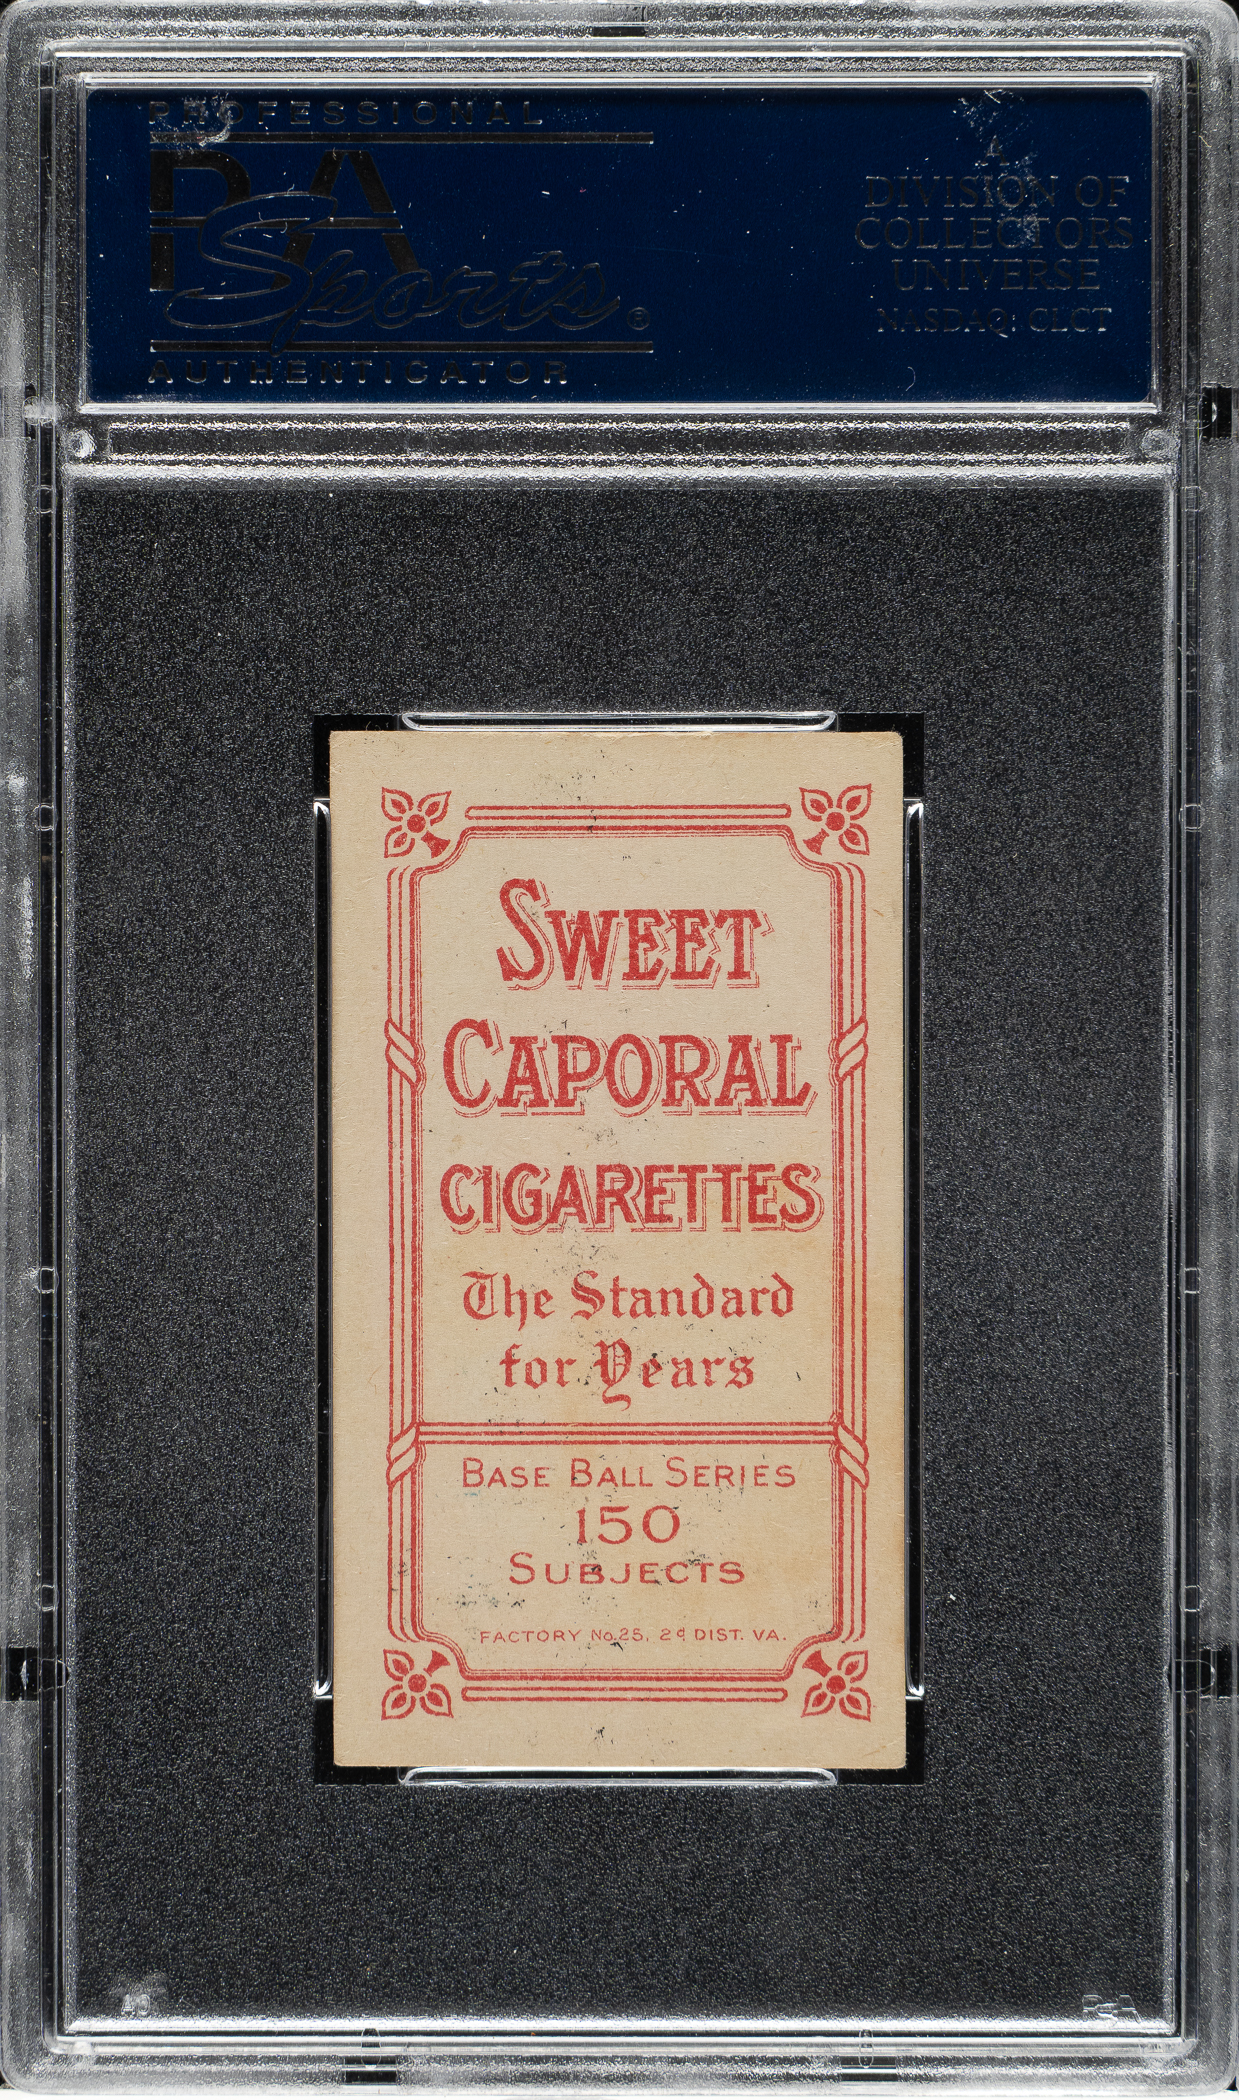 PROFESSIONAL
PSA
Sports®
AUTHENTICATOR
A
DIVISION OF
COLLECTORS
UNIVERSE
NASDAQ: CLCT
SWEET
CAPORAL
CIGARETTES
The Standard
for Years
BASE BALL SERIES
150
SUBJECTS
FACTORY No. 25, 2d DIST. VA.
PSA